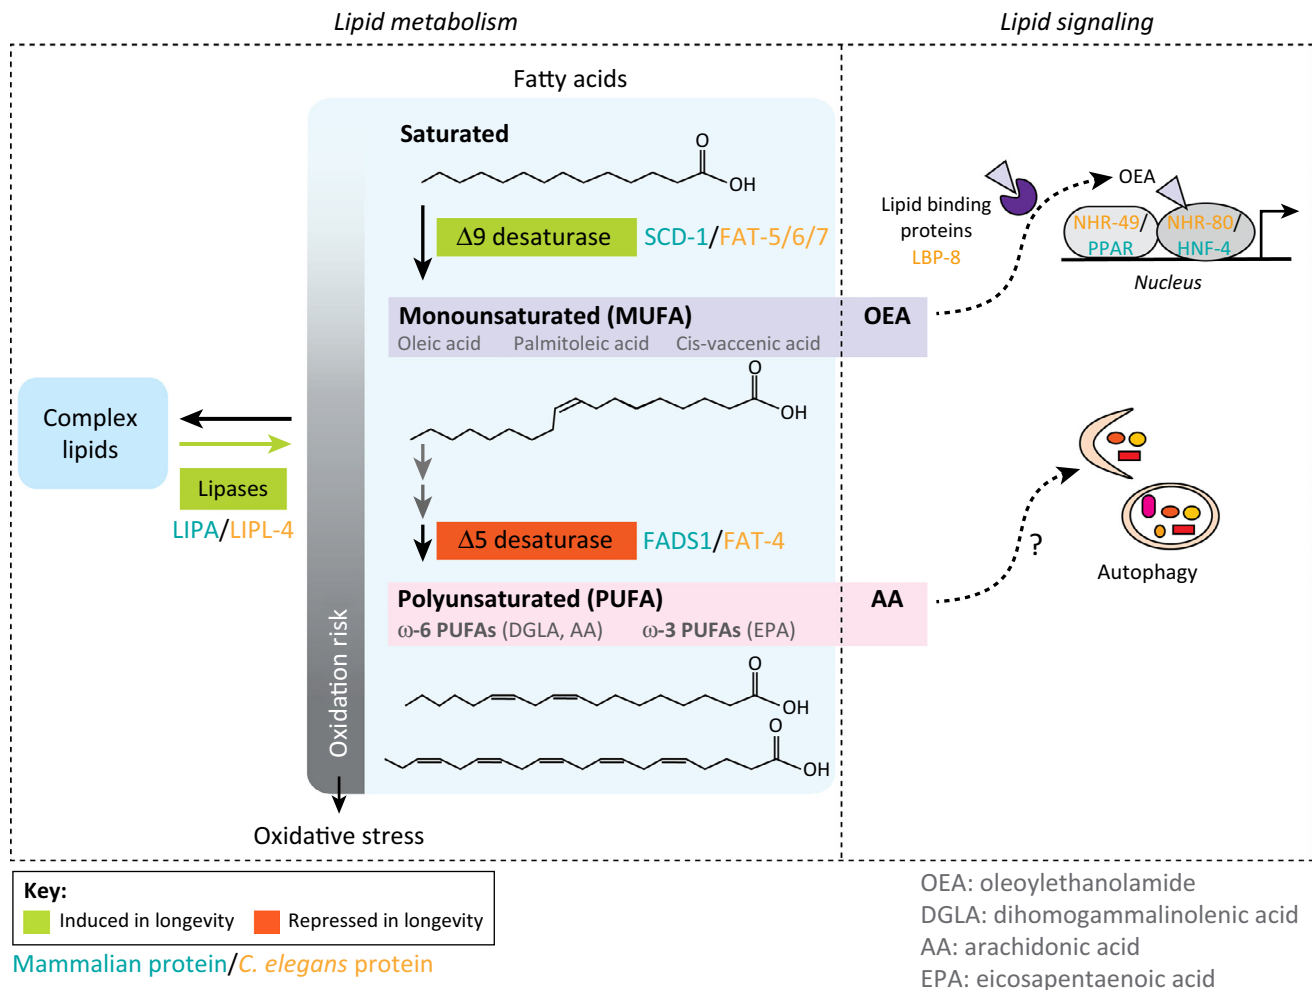 Lipid metabolism
Lipid signaling
Fatty acids
Saturated
O
OH
Δ9 desaturase
SCD-1/FAT-5/6/7
Monounsaturated (MUFA)
OEA
Oleic acid Palmitoleic acid Cis-vaccenic acid
O
OH
Complex
lipids
Lipases
LIPA/LIPL-4
Δ5 desaturase
FADS1/FAT-4
Polyunsaturated (PUFA)
AA
ω-6 PUFAs (DGLA, AA) ω-3 PUFAs (EPA)
O
OH
O
OH
Oxidation risk
Oxidative stress
Lipid binding
proteins
LBP-8
OEA
NHR-49/
PPAR
NHR-80/
HNF-4
Nucleus
?
Autophagy
Key:
Induced in longevity
Repressed in longevity
Mammalian protein/C. elegans protein
OEA: oleoylethanolamide
DGLA: dihomogammalinolenic acid
AA: arachidonic acid
EPA: eicosapentaenoic acid